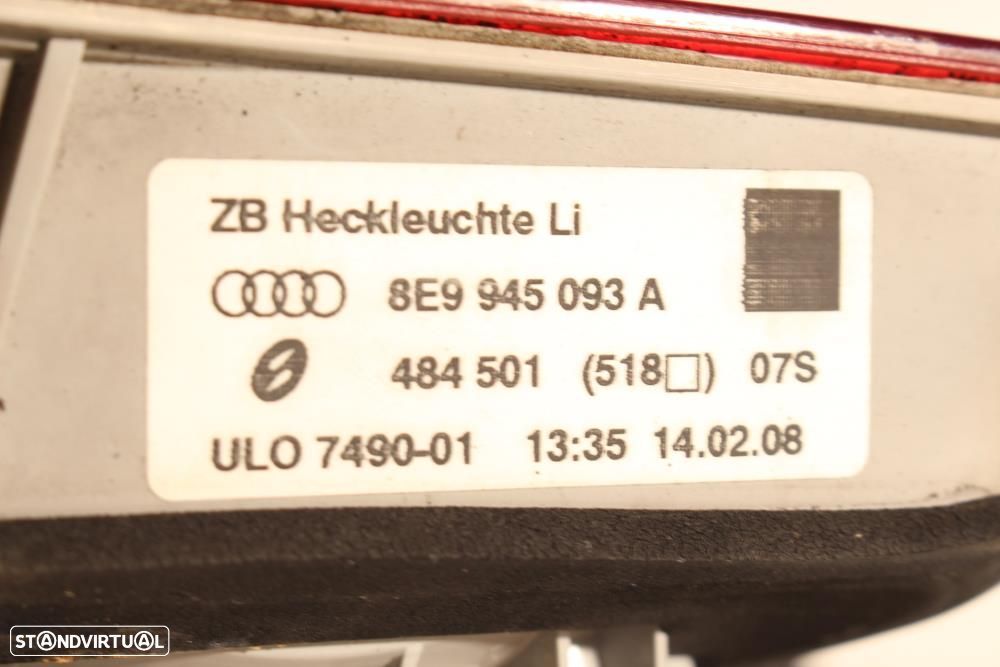 ZB Heckleuchte Li
8E9 945 093 A
484 501 (518□) 07S
ULO 7490-01 13:35 14.02.08
STANDVIRTUAL